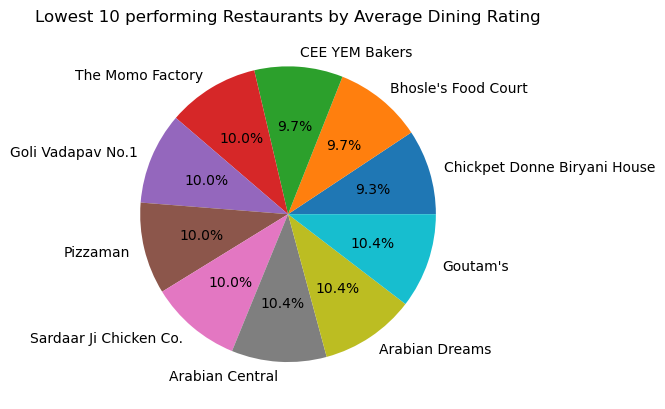 Lowest 10 performing Restaurants by Average Dining Rating
CEE YEM Bakers
The Momo Factory
Bhosle's Food Court
9.7%
10.0%
9.7%
Goli Vadapav No.1
Chickpet Donne Biryani House
10.0%
9.3%
Pizzaman
10.0%
10.4%
Goutam's
10.0%
10.4%
10.4%
Sardaar Ji Chicken Co.
Arabian Dreams
Arabian Central